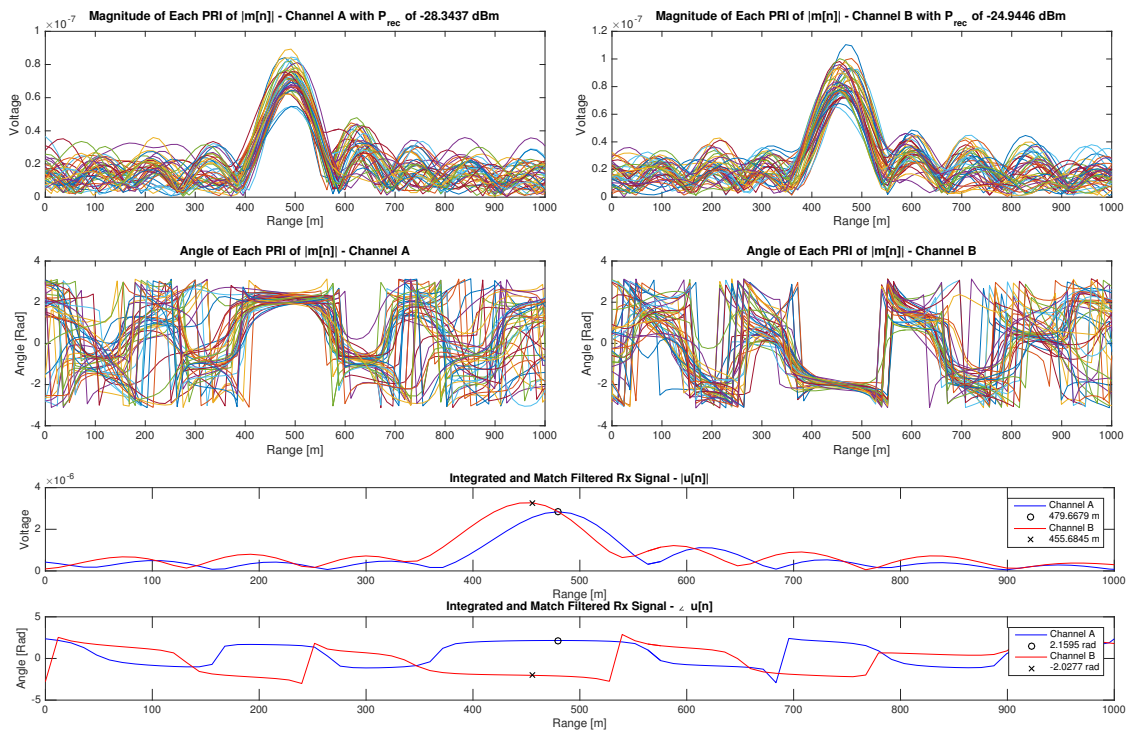 Magnitude of Each PRI of |m[n]| - Channel A with P_rec of -28.3437 dBm
×10^-7
1
0.8
0.6
0.4
0.2
0
Voltage
0 100 200 300 400 500 600 700 800 900 1000
Range [m]
Magnitude of Each PRI of |m[n]| - Channel B with P_rec of -24.9446 dBm
×10^-7
1.2
1
0.8
0.6
0.4
0.2
0
Voltage
0 100 200 300 400 500 600 700 800 900 1000
Range [m]
Angle of Each PRI of |m[n]| - Channel A
4
2
0
-2
-4
Angle [Rad]
0 100 200 300 400 500 600 700 800 900 1000
Range [m]
Angle of Each PRI of |m[n]| - Channel B
4
2
0
-2
-4
Angle [Rad]
0 100 200 300 400 500 600 700 800 900 1000
Range [m]
Integrated and Match Filtered Rx Signal - |u[n]|
×10^-6
4
2
0
Voltage
0 100 200 300 400 500 600 700 800 900 1000
Range [m]
Channel A
479.6679 m
Channel B
455.6845 m
Integrated and Match Filtered Rx Signal - ∠ u[n]
5
0
-5
Angle [Rad]
0 100 200 300 400 500 600 700 800 900 1000
Range [m]
Channel A
2.1595 rad
Channel B
-2.0277 rad